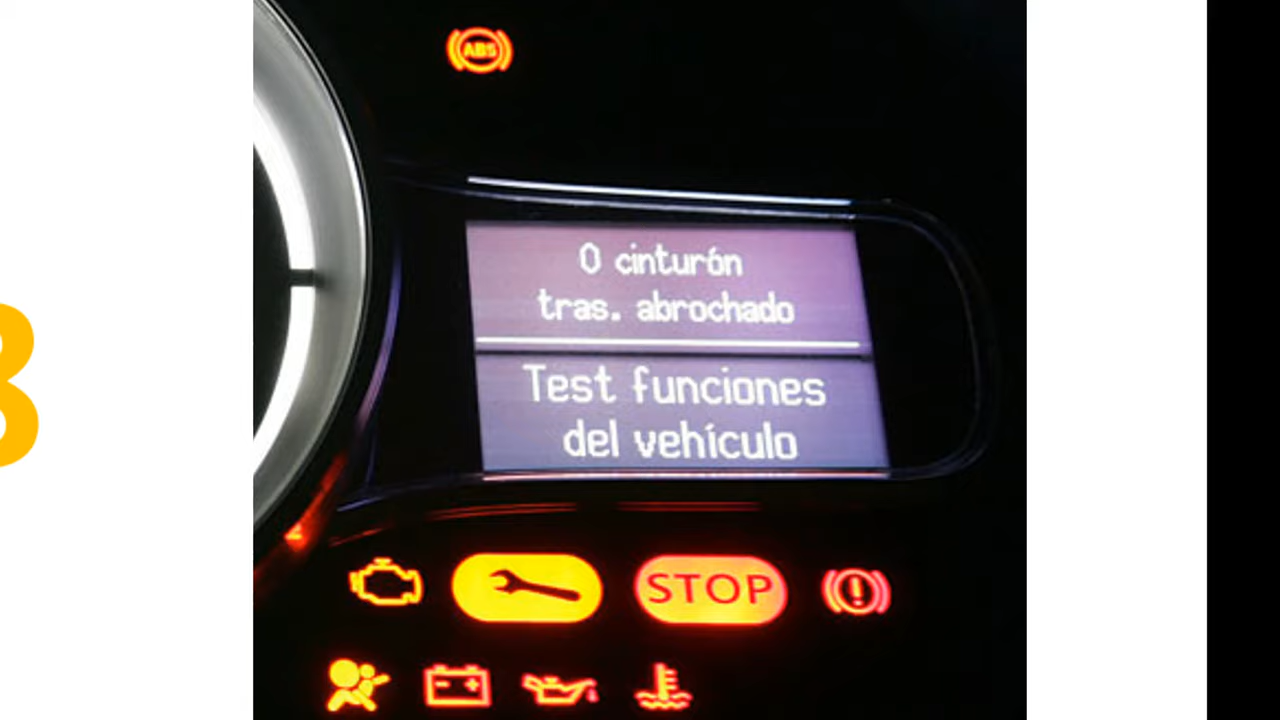 ABS
0 cinturón
tras. abrochado
Test funciones
del vehículo
STOP